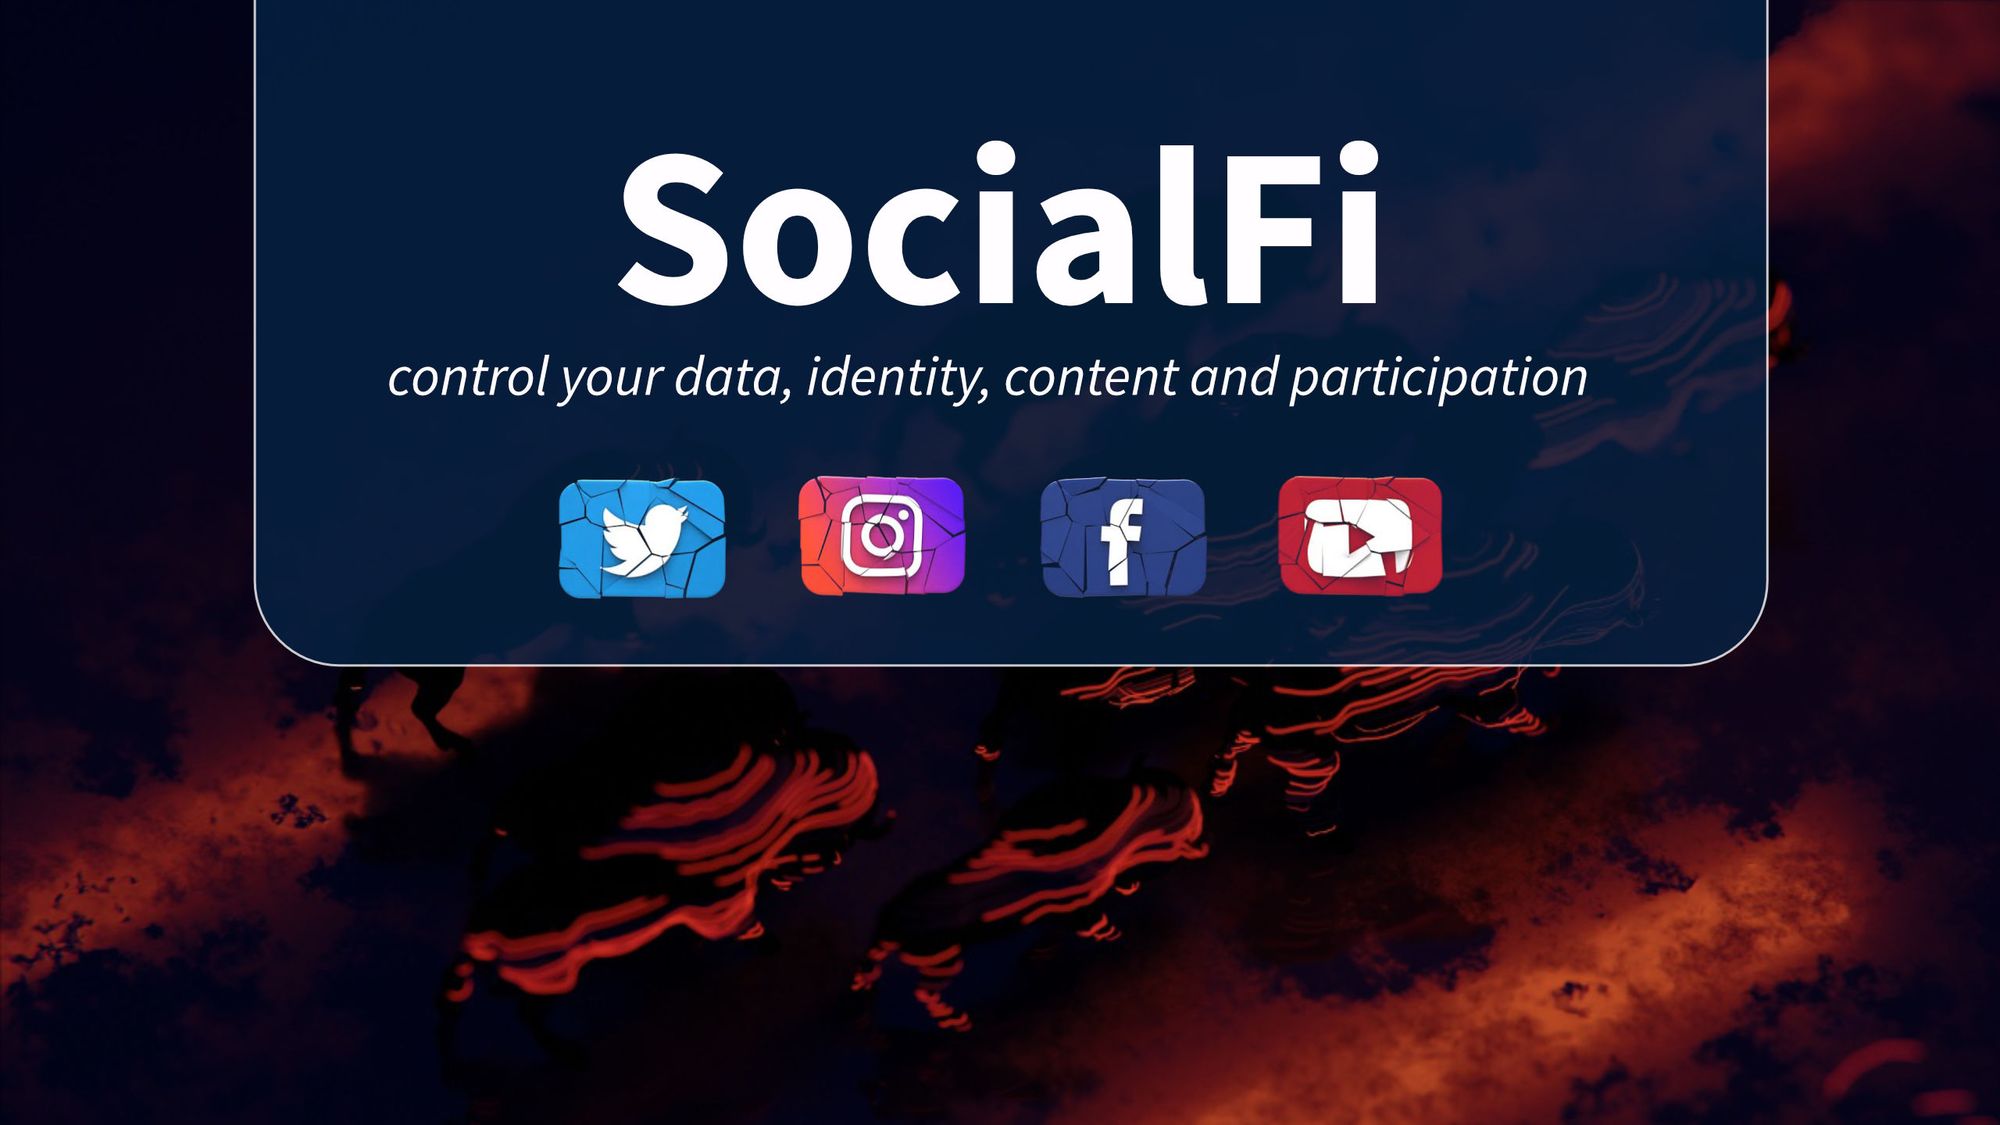 SocialFi
control your data, identity, content and participation